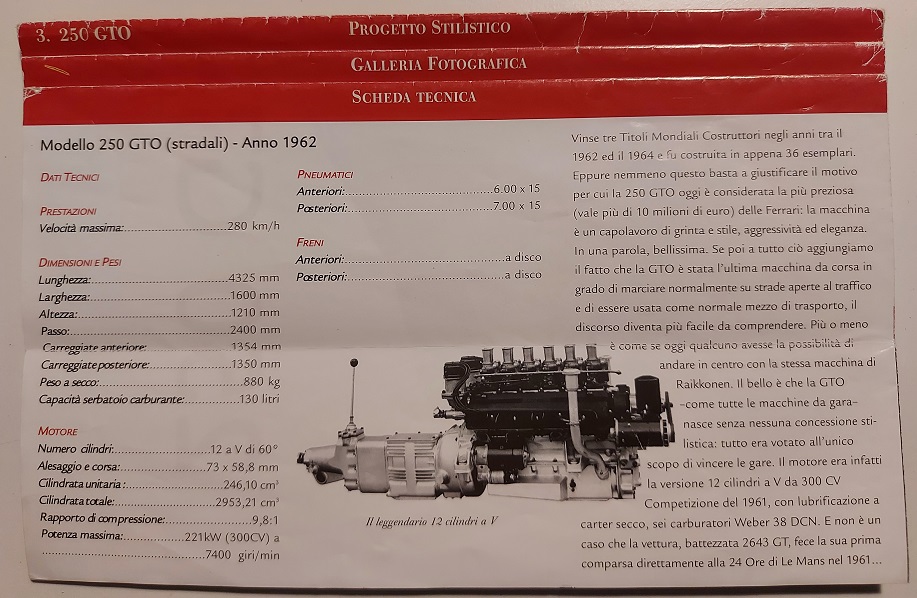 3. 250 GTO
PROGETTO STILISTICO
GALLERIA FOTOGRAFICA
SCHEDA TECNICA
Modello 250 GTO (stradali) - Anno 1962
DATI TECNICI
PRESTAZIONI
Velocità massima:..............................280 km/h
DIMENSIONI E PESI
Lunghezza:..............................4325 mm
Larghezza:..............................1600 mm
Altezza:..............................1210 mm
Passo:..............................2400 mm
Carreggiate anteriore:..............................1354 mm
Carreggiate posteriore:..............................1350 mm
Peso a secco:..............................880 kg
Capacità serbatoio carburante:................130 litri
MOTORE
Numero cilindri:........................12 a V di 60°
Alesaggio e corsa:........................73 x 58,8 mm
Cilindrata unitaria :........................246,10 cm³
Cilindrata totale:..........................2953,21 cm³
Rapporto di compressione:........................9,8:1
Potenza massima:....................221kW (300CV) a
........................................7400 giri/min
PNEUMATICI
Anteriori:........................................6.00 x 15
Posteriori:........................................7.00 x 15
FRENI
Anteriori:........................................a disco
Posteriori:........................................a disco
Il leggendario 12 cilindri a V
Vinse tre Titoli Mondiali Costruttori negli anni tra il
1962 ed il 1964 e fu costruita in appena 36 esemplari.
Eppure nemmeno questo basta a giustificare il motivo
per cui la 250 GTO oggi è considerata la più preziosa
(vale più di 10 milioni di euro) delle Ferrari: la macchina
è un capolavoro di grinta e stile, aggressività ed eleganza.
In una parola, bellissima. Se poi a tutto ciò aggiungiamo
il fatto che la GTO è stata l'ultima macchina da corsa in
grado di marciare normalmente su strade aperte al traffico
e di essere usata come normale mezzo di trasporto, il
discorso diventa più facile da comprendere. Più o meno
è come se oggi qualcuno avesse la possibilità di
andare in centro con la stessa macchina di
Raikkonen. Il bello è che la GTO
-come tutte le macchine da gara-
nasce senza nessuna concessione sti-
listica: tutto era votato all'unico
scopo di vincere le gare. Il motore era infatti
la versione 12 cilindri a V da 300 CV
Competizione del 1961, con lubrificazione a
carter secco, sei carburatori Weber 38 DCN. E non è un
caso che la vettura, battezzata 2643 GT, fece la sua prima
comparsa direttamente alla 24 Ore di Le Mans nel 1961...